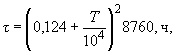 τ = (0,124 + T/10⁴)² 8760, ч,